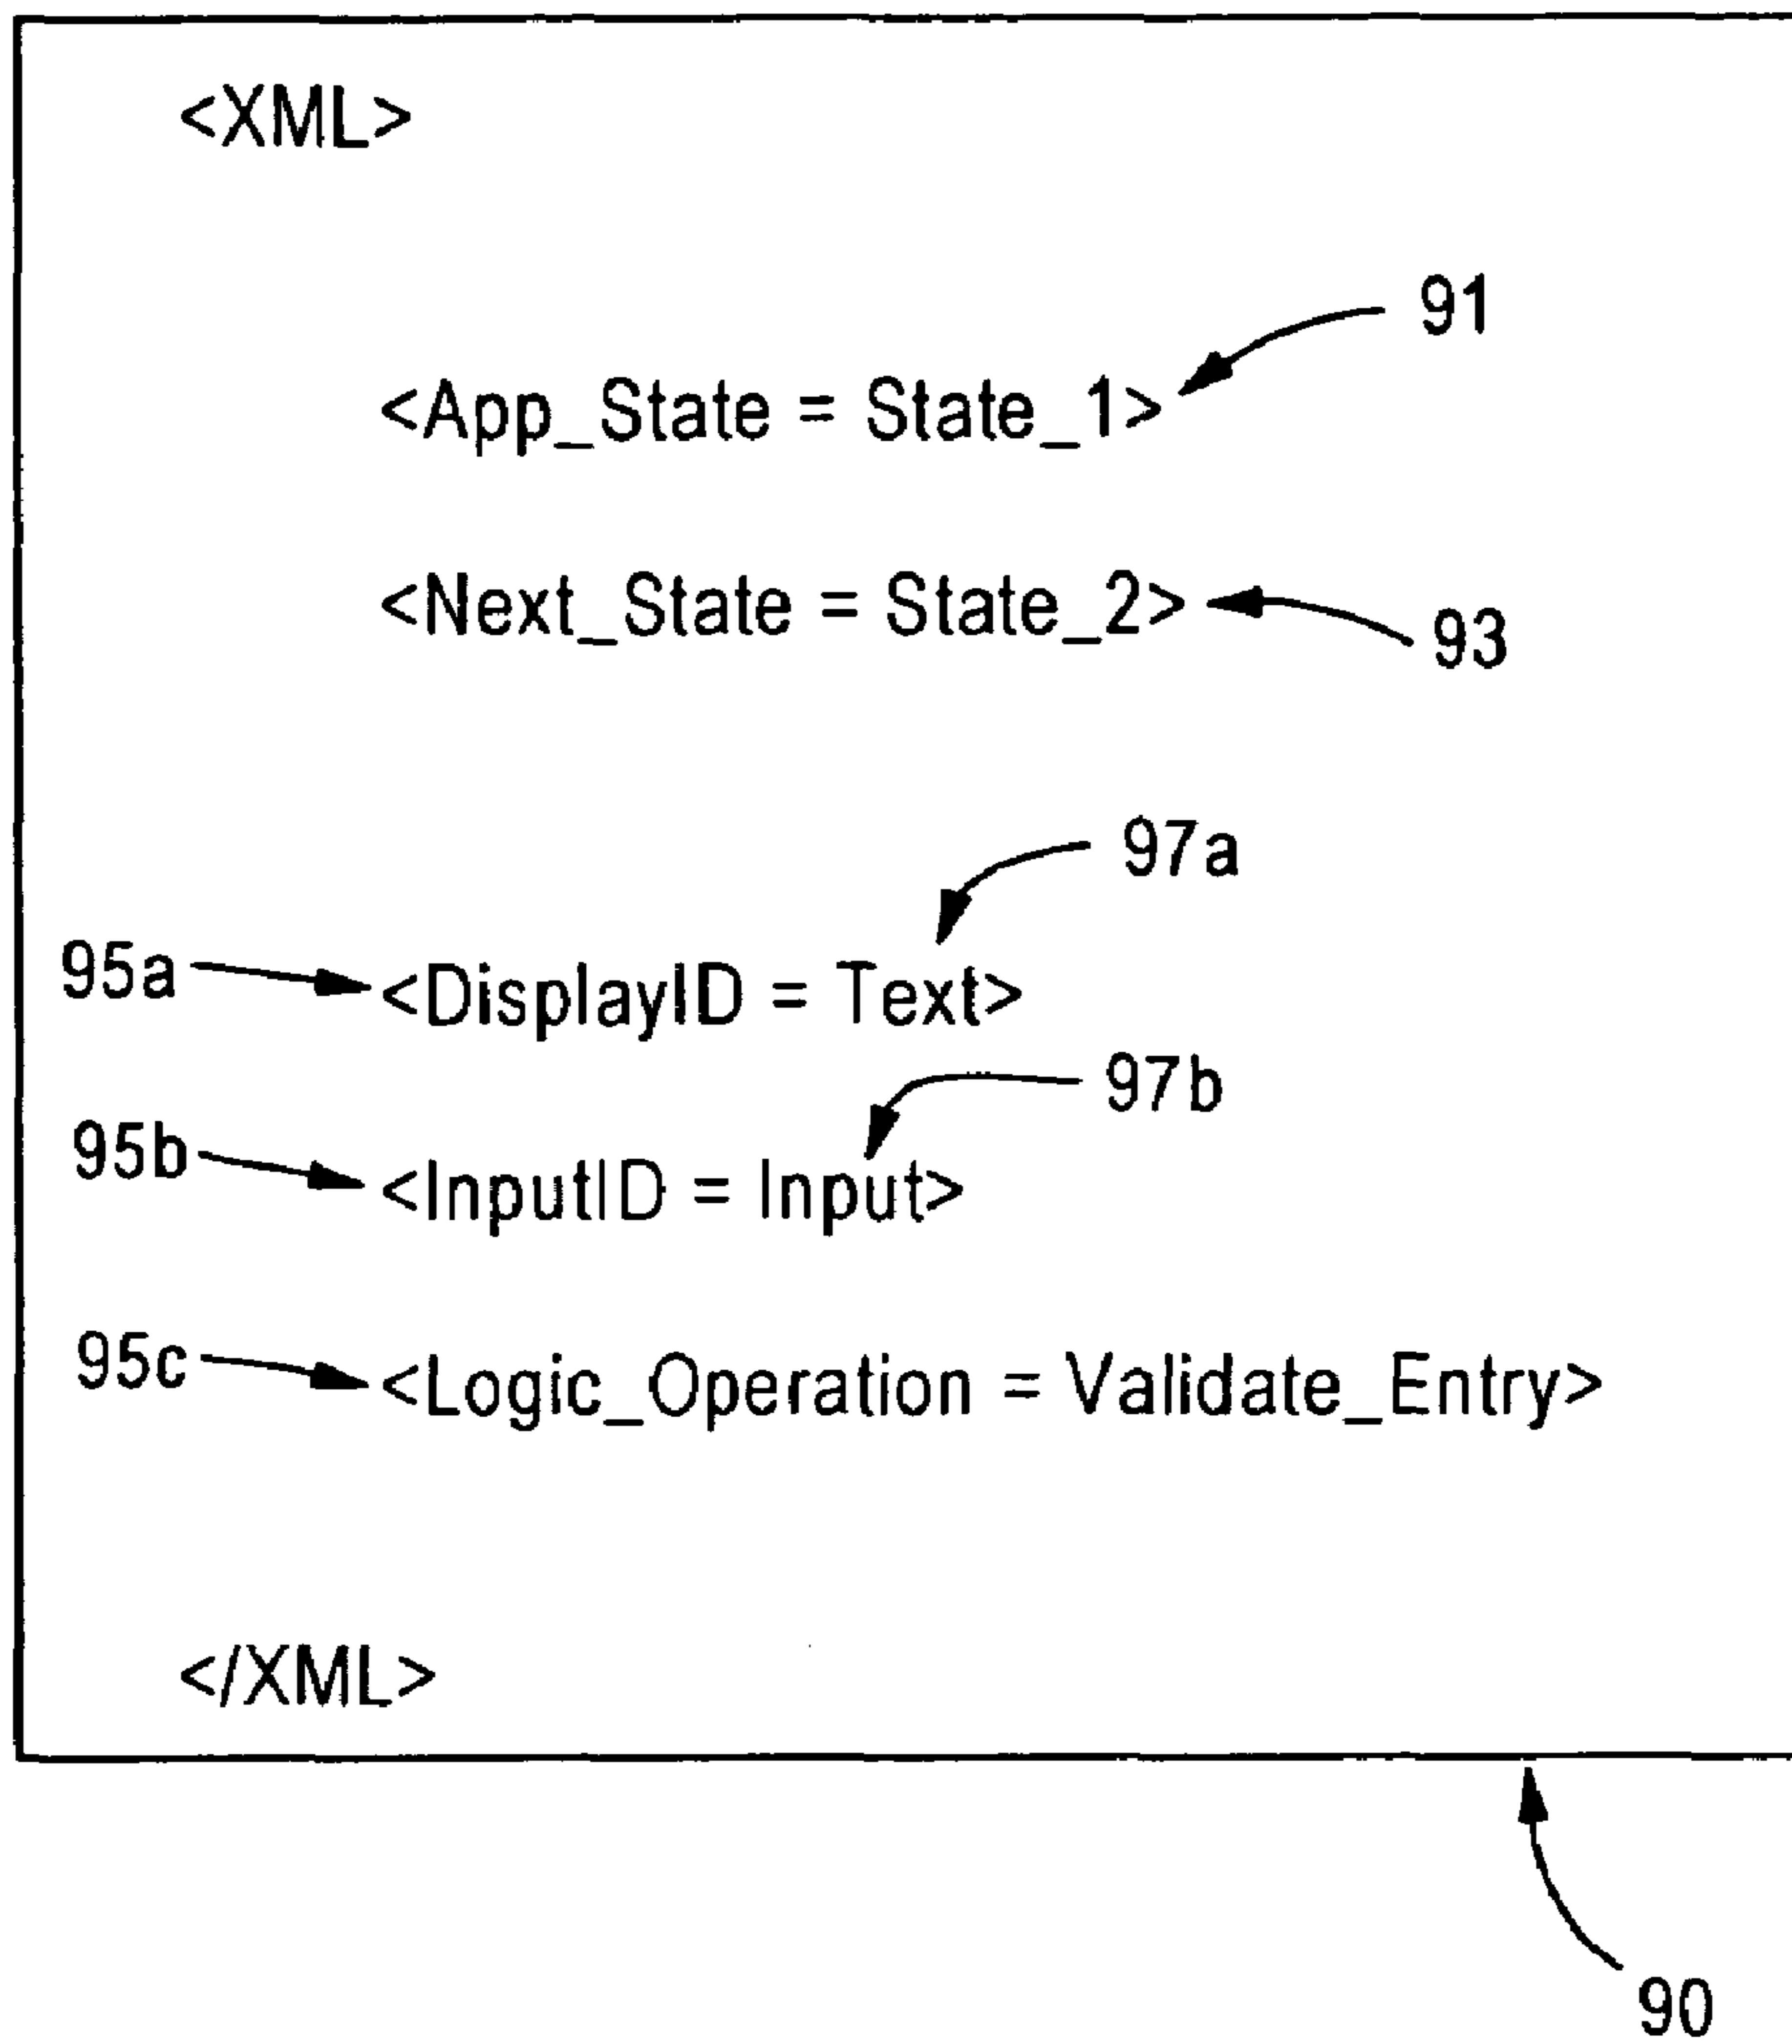 <XML>
91
<App_State = State_1>
<Next_State = State_2>
93
97a
95a
<DisplayID = Text>
97b
95b
<InputID = Input>
95c
<Logic_Operation = Validate_Entry>
</XML>
90